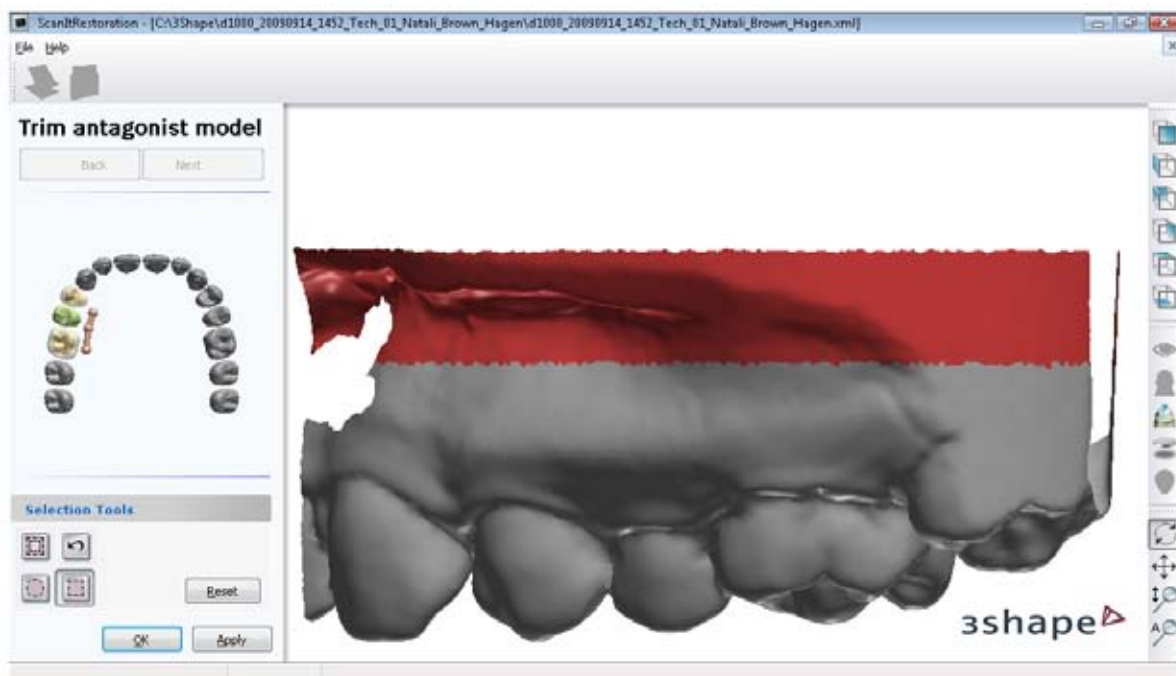 ScanItRestoration - [C:\3Shape\d1000_20090914_1452_Tech_01_Natali_Brown_Hagen\d1000_20090914_1452_Tech_01_Natali_Brown_Hagen.xml]
File Help
Trim antagonist model
Back Next
Selection Tools
Reset
OK Apply
3shape
A